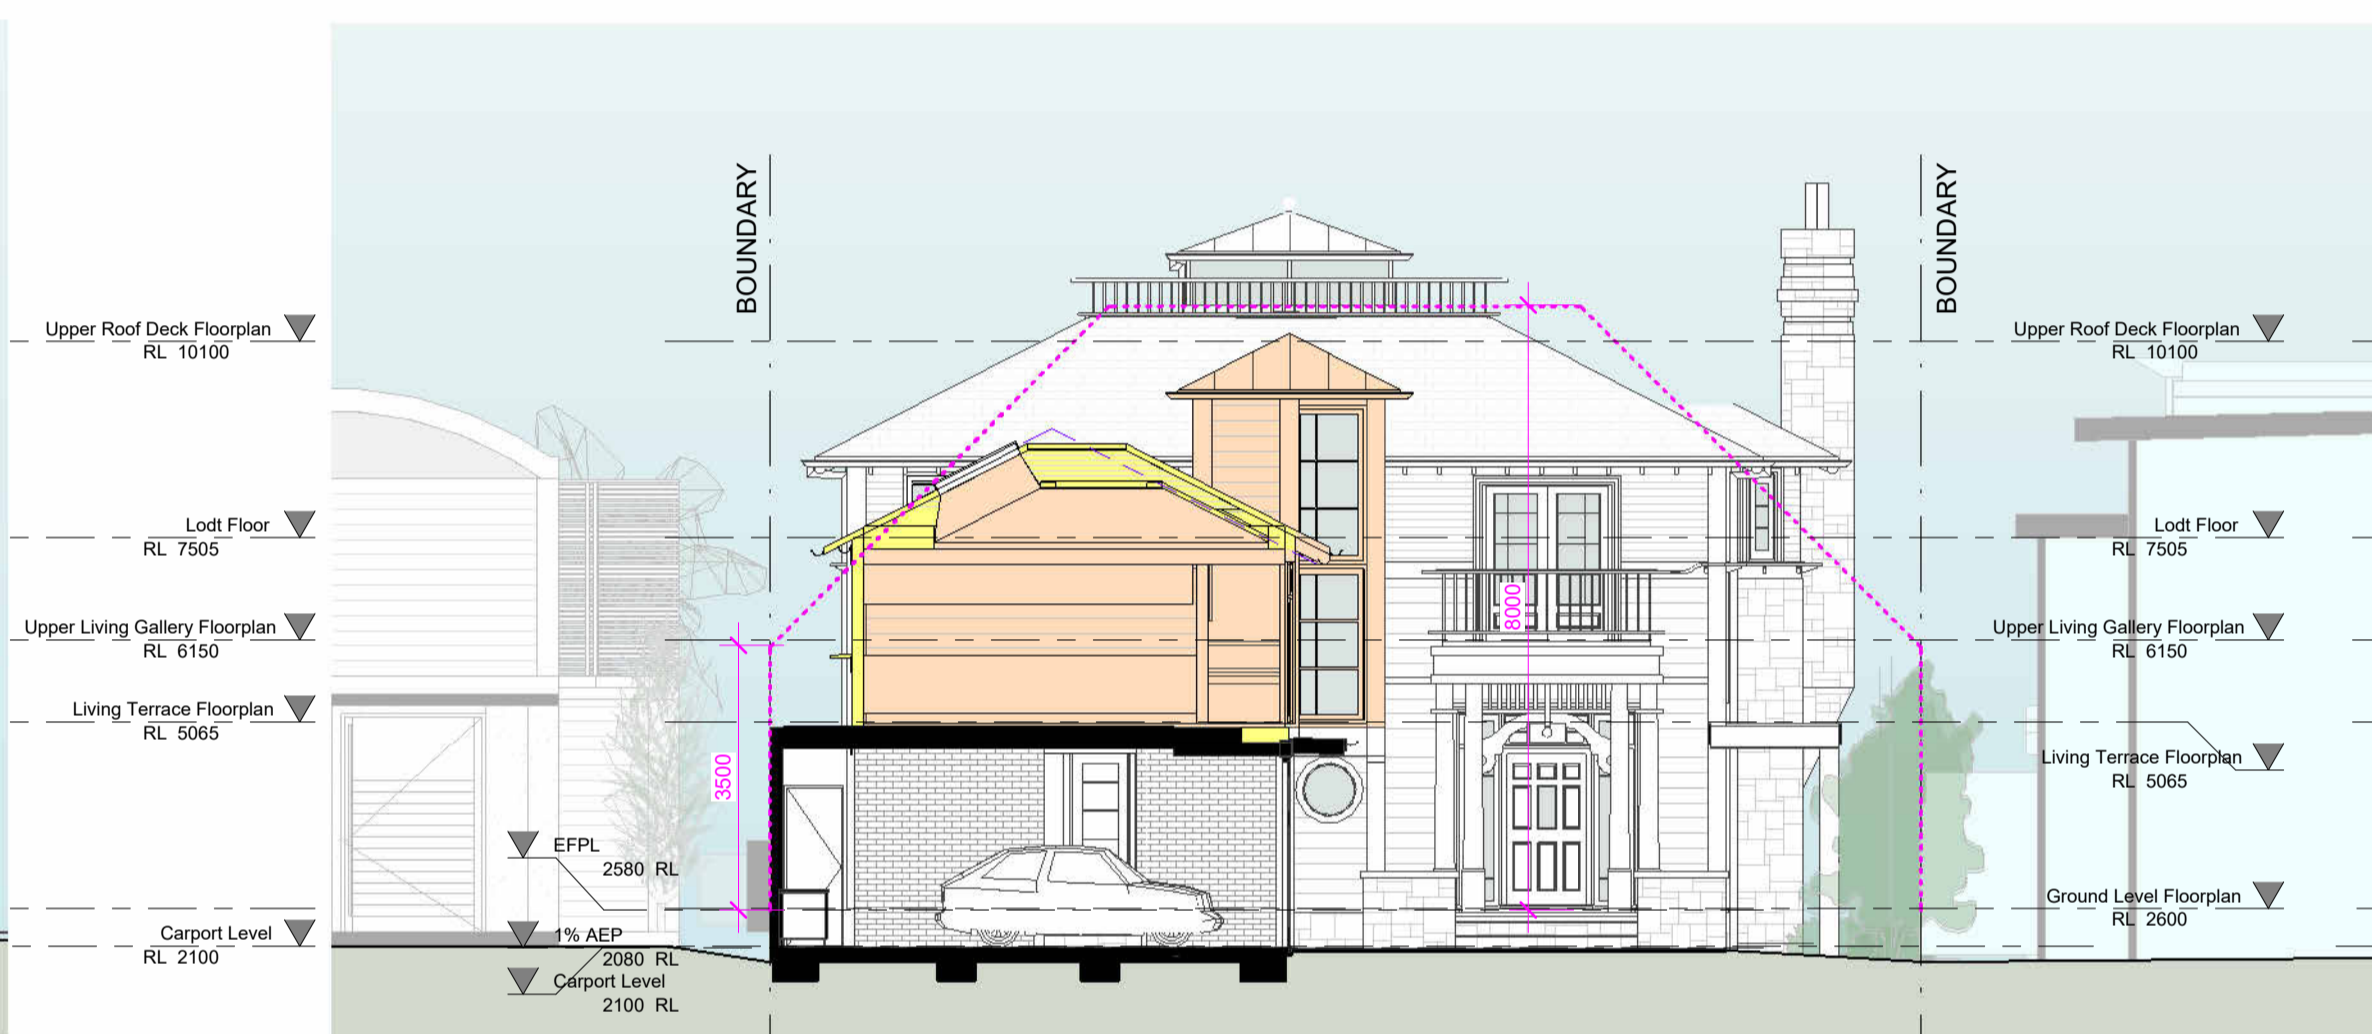 BOUNDARY
BOUNDARY
Upper Roof Deck Floorplan
RL 10100
Lodt Floor
RL 7505
Upper Living Gallery Floorplan
RL 6150
Living Terrace Floorplan
RL 5065
Carport Level
RL 2100
3500
8000
EFPL
2580 RL
1% AEP
2080 RL
Carport Level
2100 RL
Upper Roof Deck Floorplan
RL 10100
Lodt Floor
RL 7505
Upper Living Gallery Floorplan
RL 6150
Living Terrace Floorplan
RL 5065
Ground Level Floorplan
RL 2600